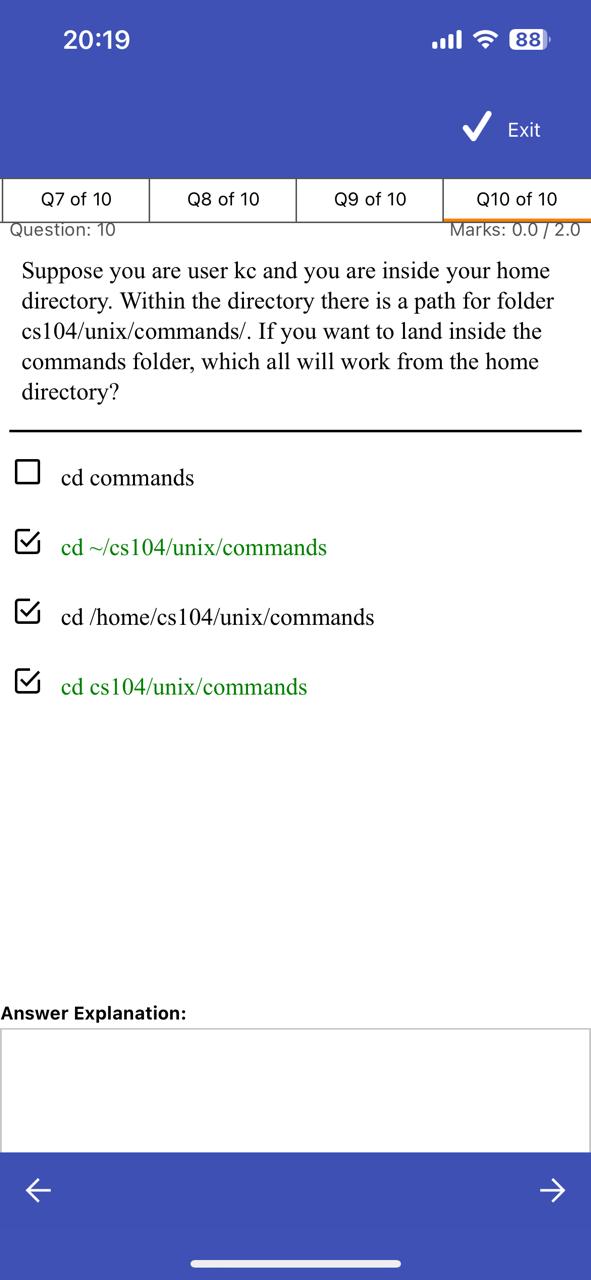 20:19
88
Exit
Q7 of 10
Q8 of 10
Q9 of 10
Q10 of 10
Question: 10
Marks: 0.0 / 2.0
Suppose you are user kc and you are inside your home
directory. Within the directory there is a path for folder
cs104/unix/commands/. If you want to land inside the
commands folder, which all will work from the home
directory?
cd commands
cd ~/cs104/unix/commands
cd /home/cs104/unix/commands
cd cs104/unix/commands
Answer Explanation: